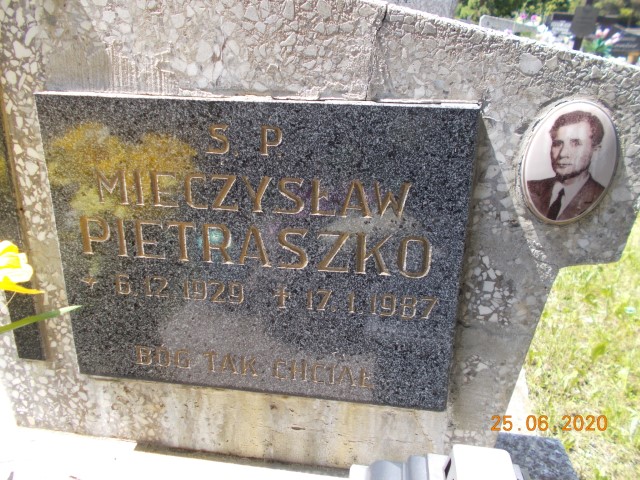 S P
MIECZYSŁAW
PIETRASZKO
+ 6.12.1929 + 17.1.1987
BÓG TAK CHCIAŁ
25.06.2020